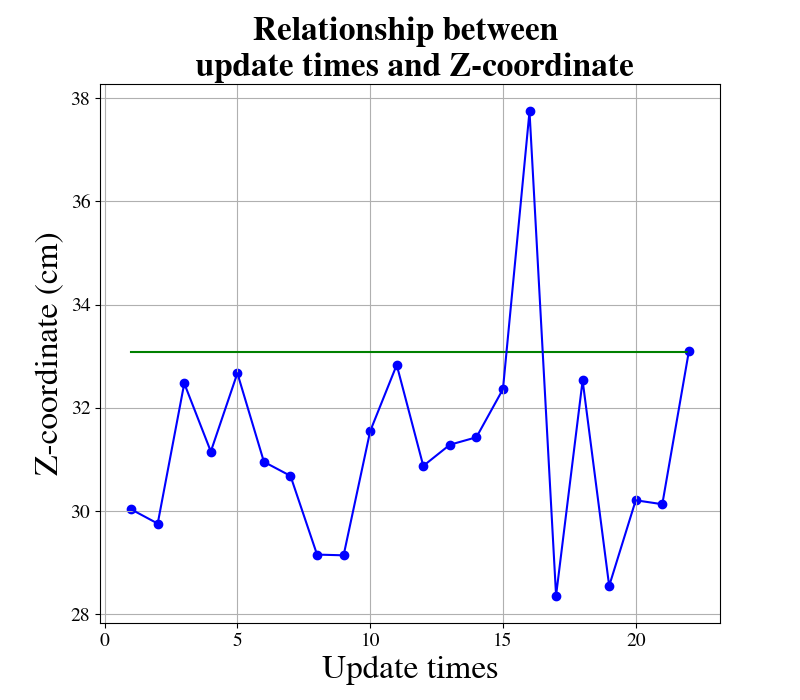 Relationship between
update times and Z-coordinate
38
36
34
32
30
28
Z-coordinate (cm)
0 5 10 15 20
Update times